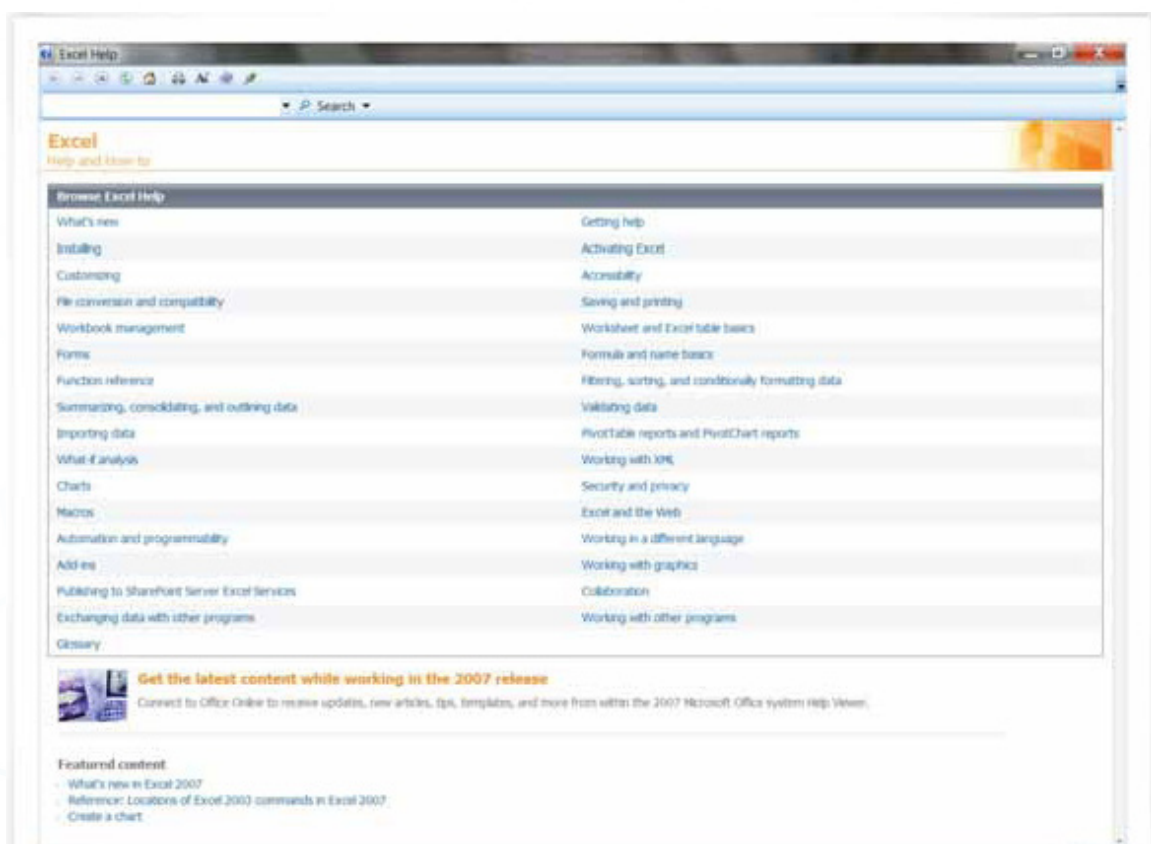 Excel Help
Search
Excel
Help and How-to
Browse Excel Help
What's new
Getting help
Installing
Activating Excel
Customizing
Accessibility
File conversion and compatibility
Saving and printing
Workbook management
Worksheet and Excel table basics
Forms
Formula and name basics
Function reference
Filtering, sorting, and conditionally formatting data
Summarizing, consolidating, and outlining data
Validating data
Importing data
PivotTable reports and PivotChart reports
What-if analysis
Working with XML
Charts
Security and privacy
Macros
Excel and the Web
Automation and programmability
Working in a different language
Add-ins
Working with graphics
Publishing to SharePoint Server Excel Services
Collaboration
Exchanging data with other programs
Working with other programs
Glossary
Get the latest content while working in the 2007 release
Connect to Office Online to receive updates, new articles, tips, templates, and more from within the 2007 Microsoft Office system Help Viewer.
Featured content
What's new in Excel 2007
Reference: Locations of Excel 2003 commands in Excel 2007
Create a chart